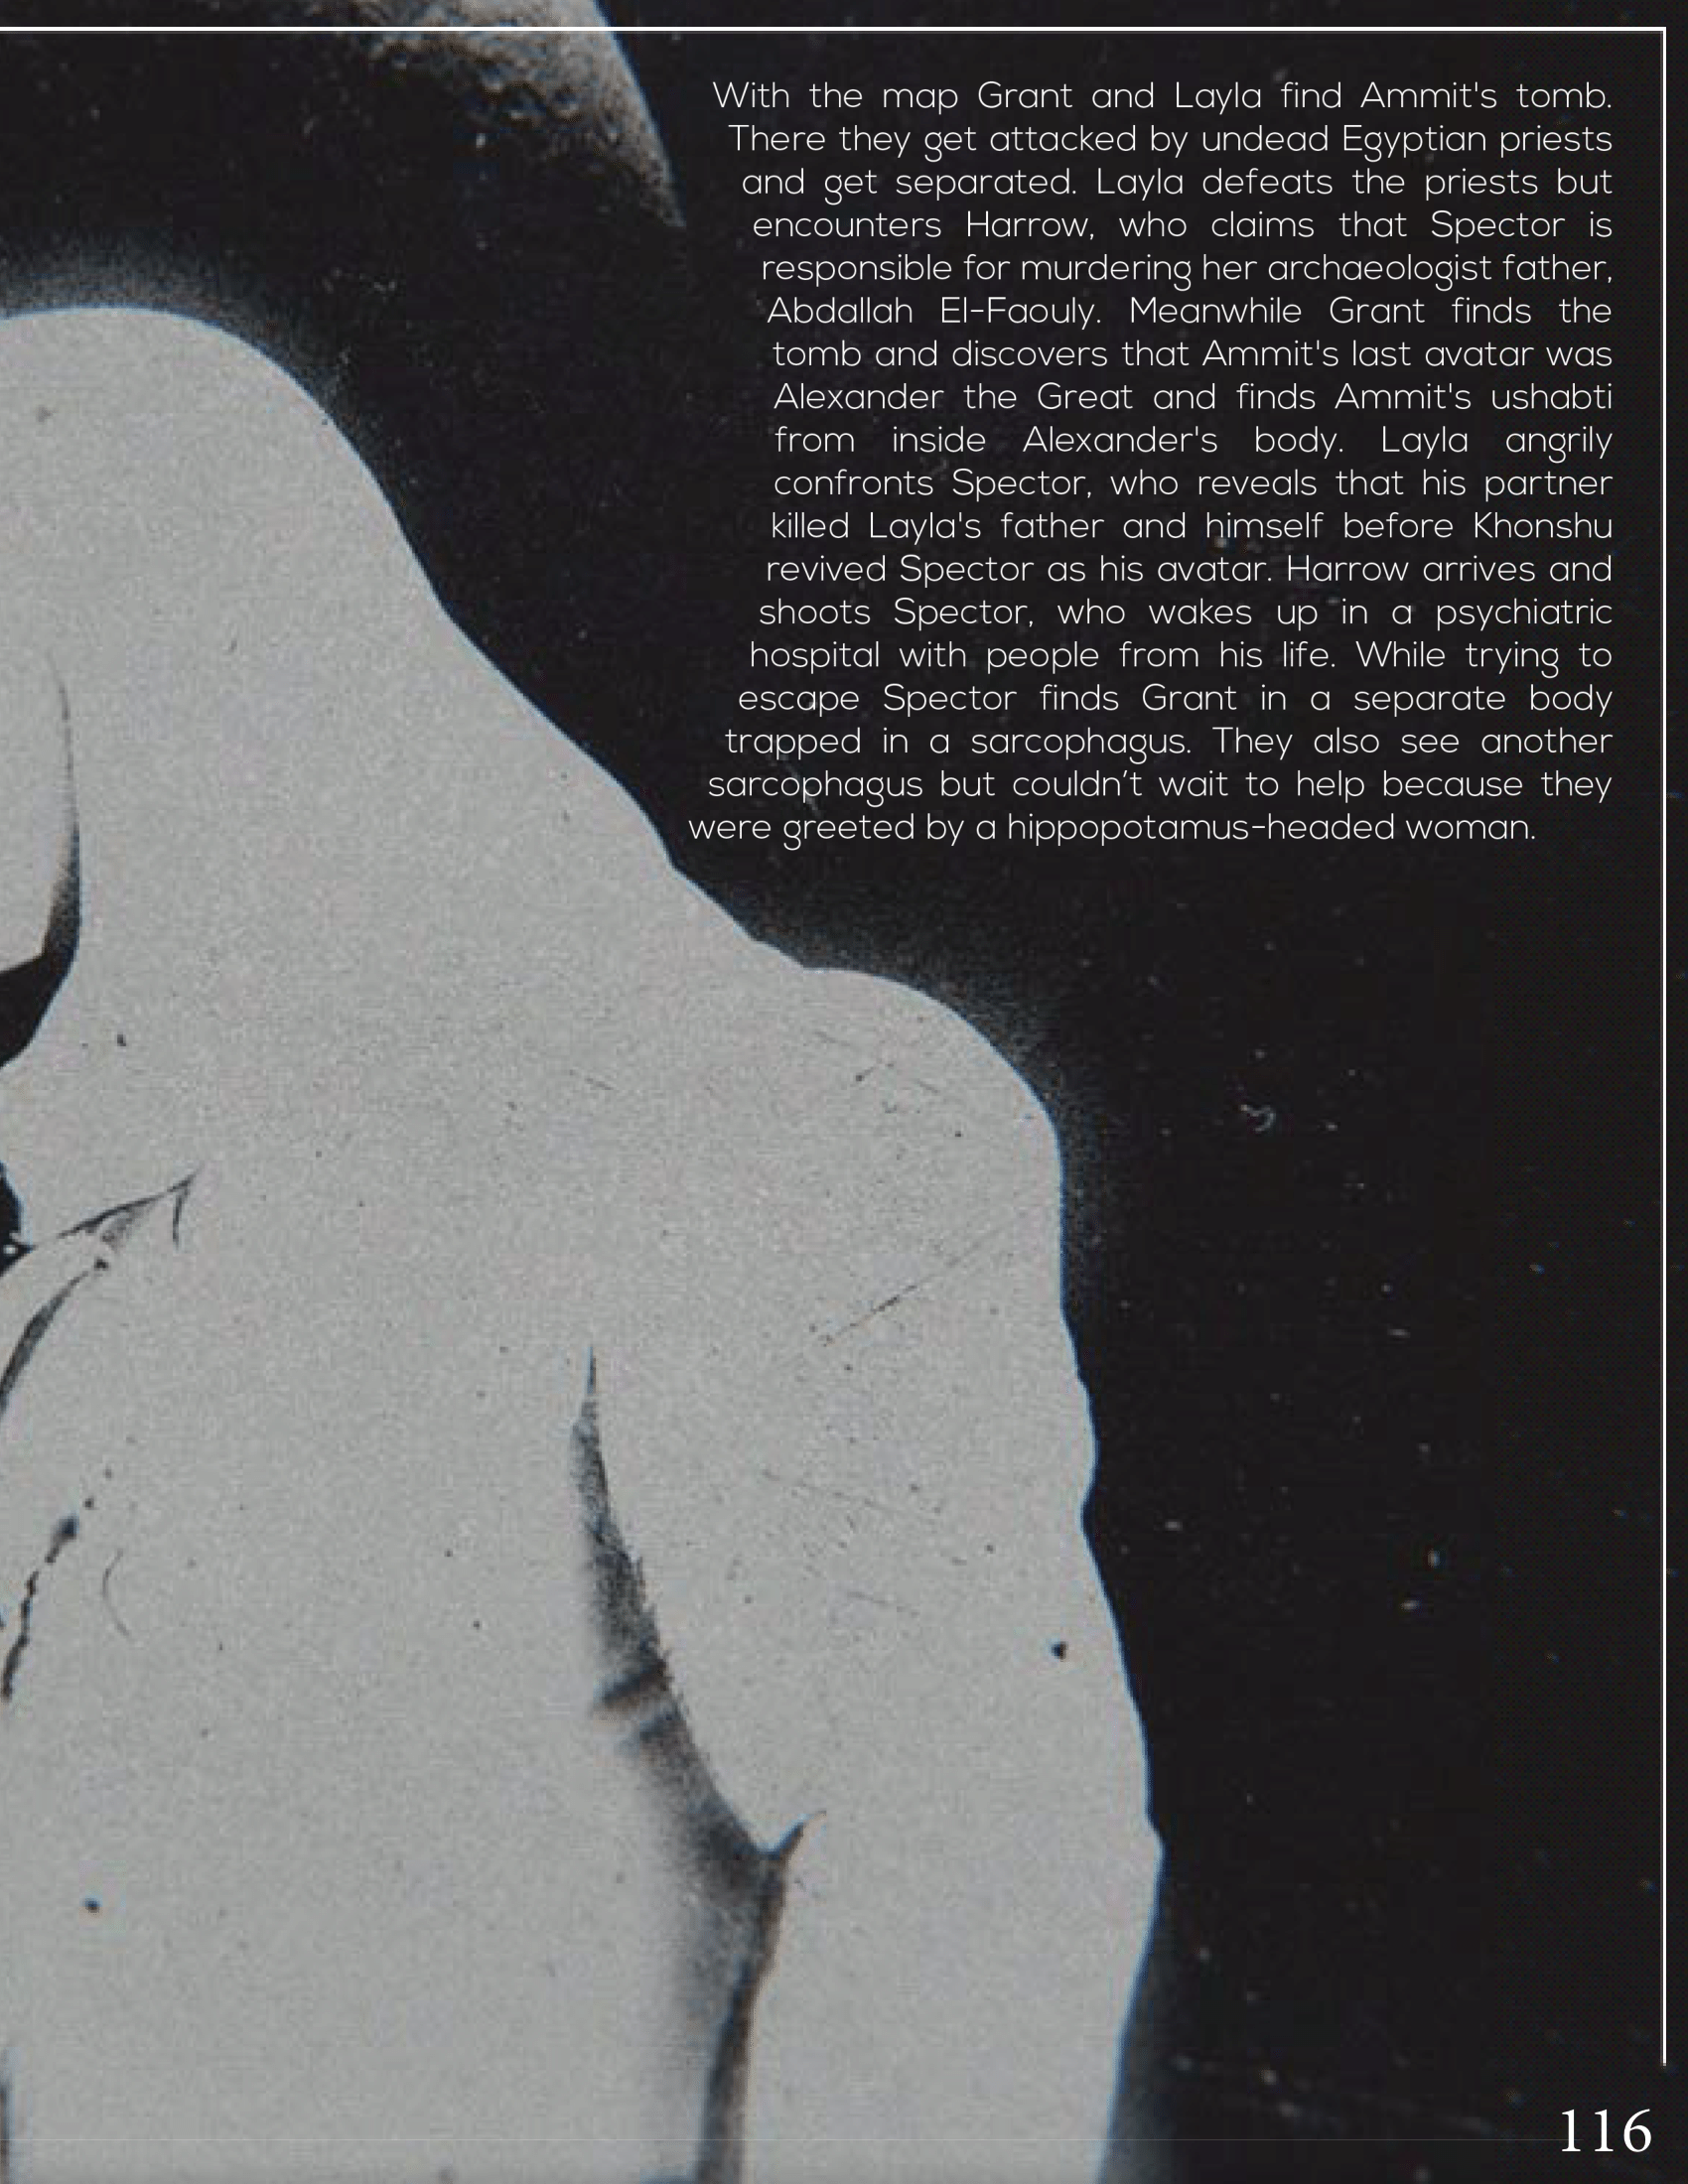 With the map Grant and Layla find Ammit's tomb.
There they get attacked by undead Egyptian priests
and get separated. Layla defeats the priests but
encounters Harrow, who claims that Spector is
responsible for murdering her archaeologist father,
Abdallah El-Faouly. Meanwhile Grant finds the
tomb and discovers that Ammit's last avatar was
Alexander the Great and finds Ammit's ushabti
from inside Alexander's body. Layla angrily
confronts Spector, who reveals that his partner
killed Layla's father and himself before Khonshu
revived Spector as his avatar. Harrow arrives and
shoots Spector, who wakes up in a psychiatric
hospital with people from his life. While trying to
escape Spector finds Grant in a separate body
trapped in a sarcophagus. They also see another
sarcophagus but couldn’t wait to help because they
were greeted by a hippopotamus-headed woman.
116